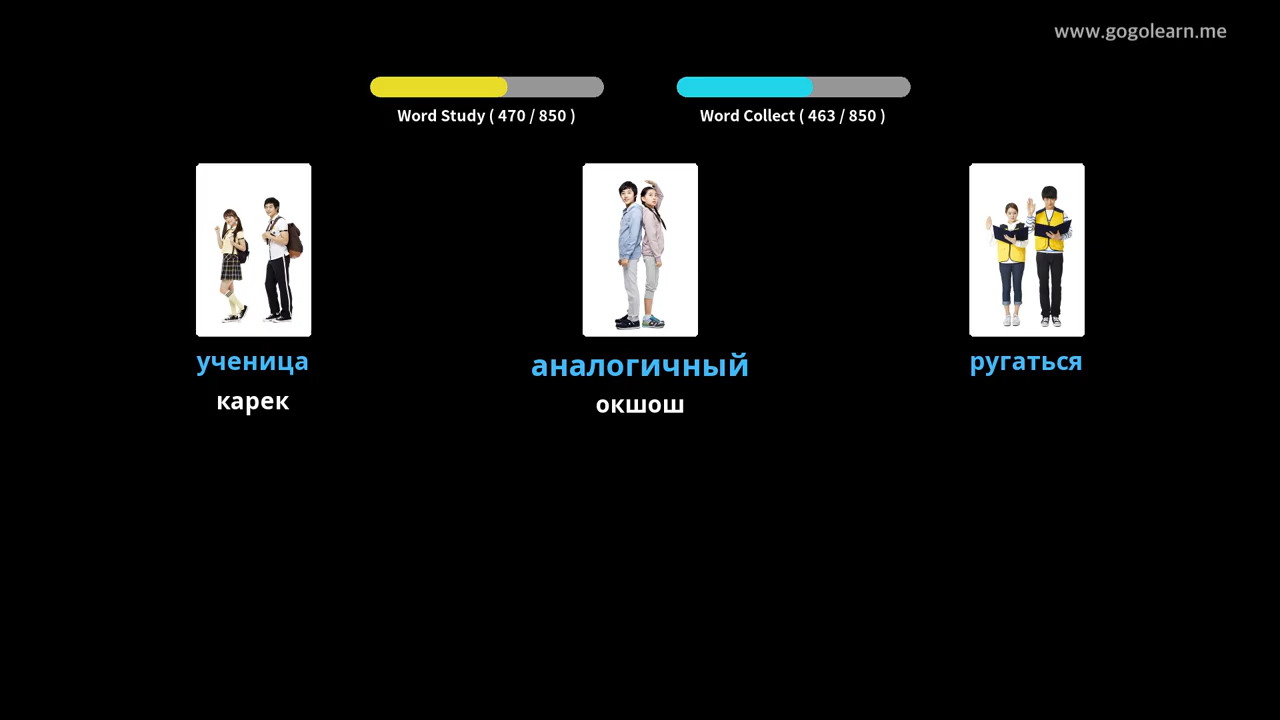 www.gogolearn.me
Word Study ( 470 / 850 )
Word Collect ( 463 / 850 )
ученица
карек
аналогичный
окшош
ругаться